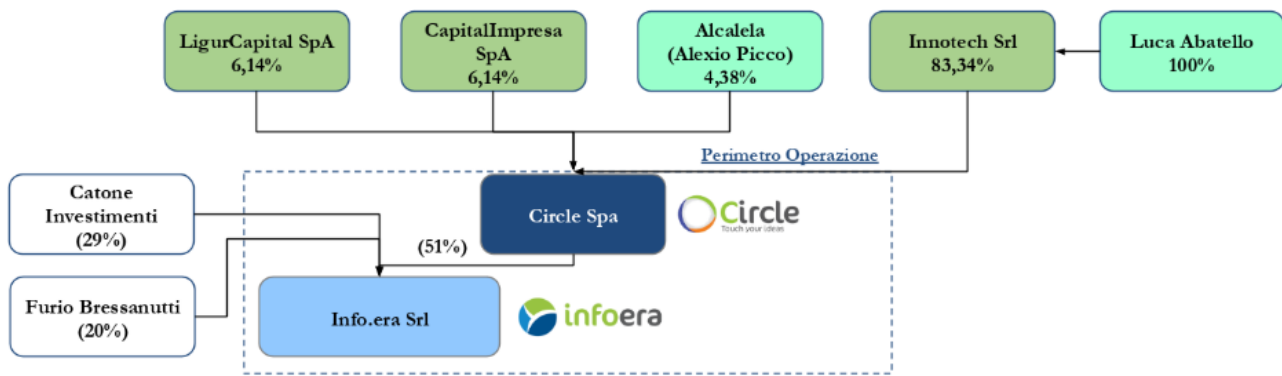 LigurCapital SpA
6,14%
CapitalImpresa
SpA
6,14%
Alcalela
(Alexio Picco)
4,38%
Innotech Srl
83,34%
Luca Abatello
100%
Perimetro Operazione
Catone
Investimenti
(29%)
Circle Spa
Circle
Touch your ideas
(51%)
Furio Bressanutti
(20%)
Info.era Srl
infoera